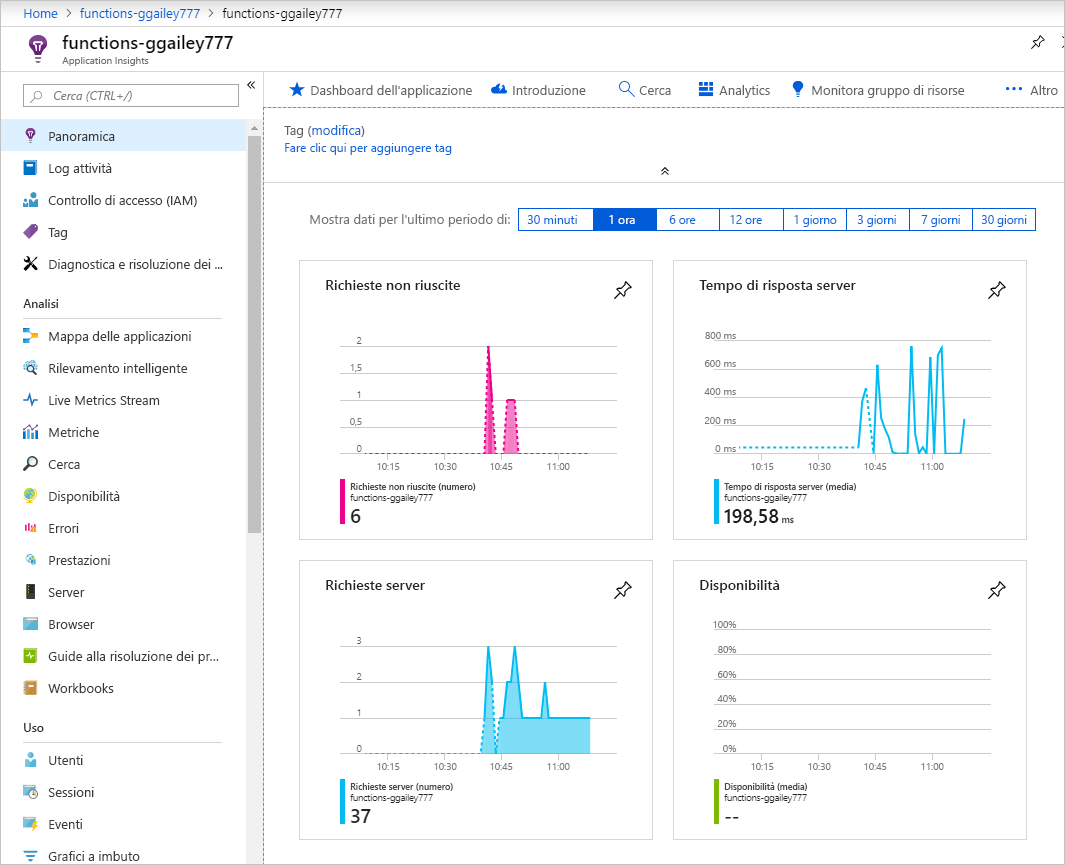 Home > functions-ggailey777 > functions-ggailey777
functions-ggailey777
Application Insights
Cerca (CTRL+/)
Panoramica
Log attività
Controllo di accesso (IAM)
Tag
Diagnostica e risoluzione dei ...
Analisi
Mappa delle applicazioni
Rilevamento intelligente
Live Metrics Stream
Metriche
Cerca
Disponibilità
Errori
Prestazioni
Server
Browser
Guide alla risoluzione dei pr...
Workbooks
Uso
Utenti
Sessioni
Eventi
Grafici a imbuto
Dashboard dell'applicazione
Introduzione
Cerca
Analytics
Monitora gruppo di risorse
Altro
Tag (modifica)
Fare clic qui per aggiungere tag
Mostra dati per l'ultimo periodo di: 30 minuti 1 ora 6 ore 12 ore 1 giorno 3 giorni 7 giorni 30 giorni
Richieste non riuscite
2
1,5
1
0,5
0
10:15 10:30 10:45 11:00
Richieste non riuscite (numero)
functions-ggailey777
6
Tempo di risposta server
800 ms
600 ms
400 ms
200 ms
0 ms
10:15 10:30 10:45 11:00
Tempo di risposta server (media)
functions-ggailey777
198,58 ms
Richieste server
3
2
1
0
10:15 10:30 10:45 11:00
Richieste server (numero)
functions-ggailey777
37
Disponibilità
100%
80%
60%
40%
20%
0%
10:15 10:30 10:45 11:00
Disponibilità (media)
functions-ggailey777
--